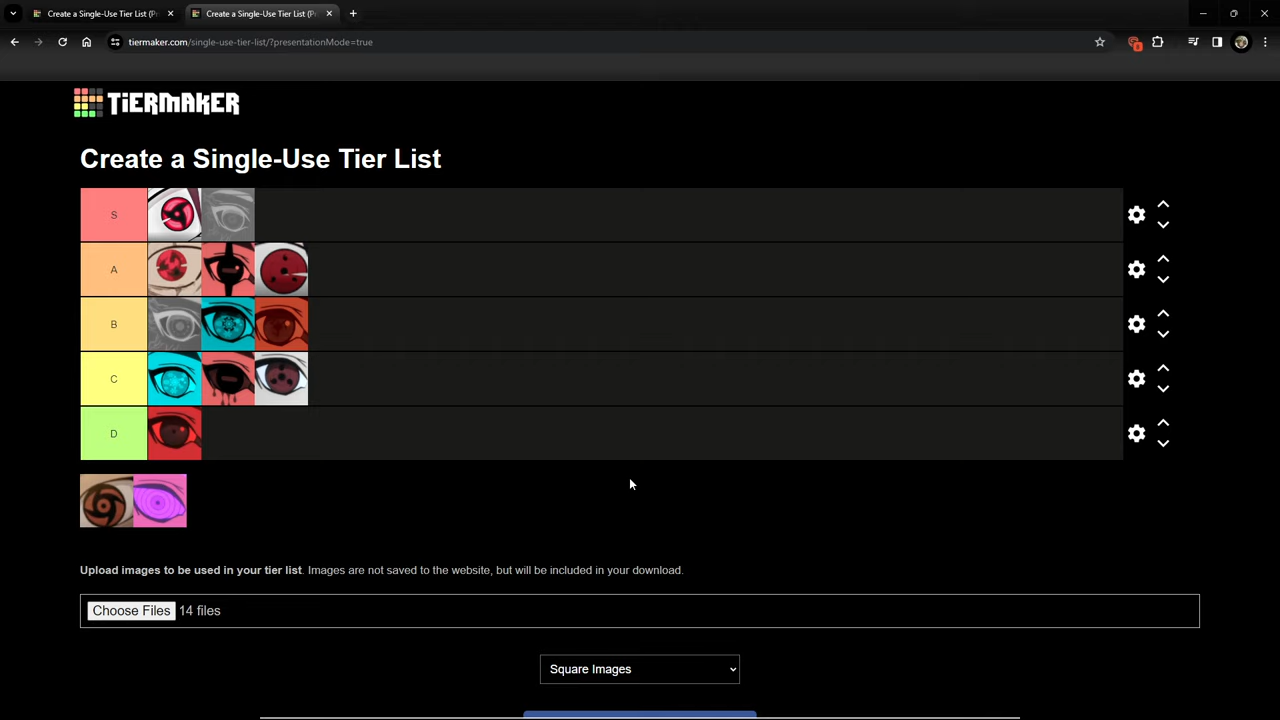 Create a Single-Use Tier List (P
Create a Single-Use Tier List (P
tiermaker.com/single-use-tier-list/?presentationMode=true
8
TiERMAKER
Create a Single-Use Tier List
S
A
B
C
D
Upload images to be used in your tier list. Images are not saved to the website, but will be included in your download.
Choose Files 14 files
Square Images